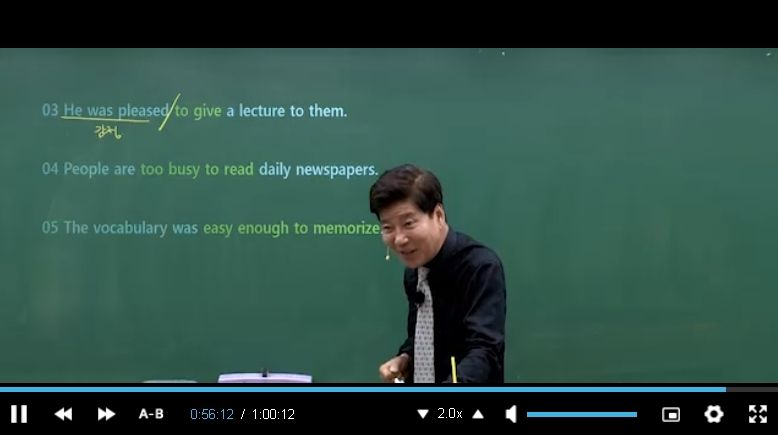 03 He was pleased to give a lecture to them.
감정
04 People are too busy to read daily newspapers.
05 The vocabulary was easy enough to memorize
A-B
0:56:12 / 1:00:12
2.0x